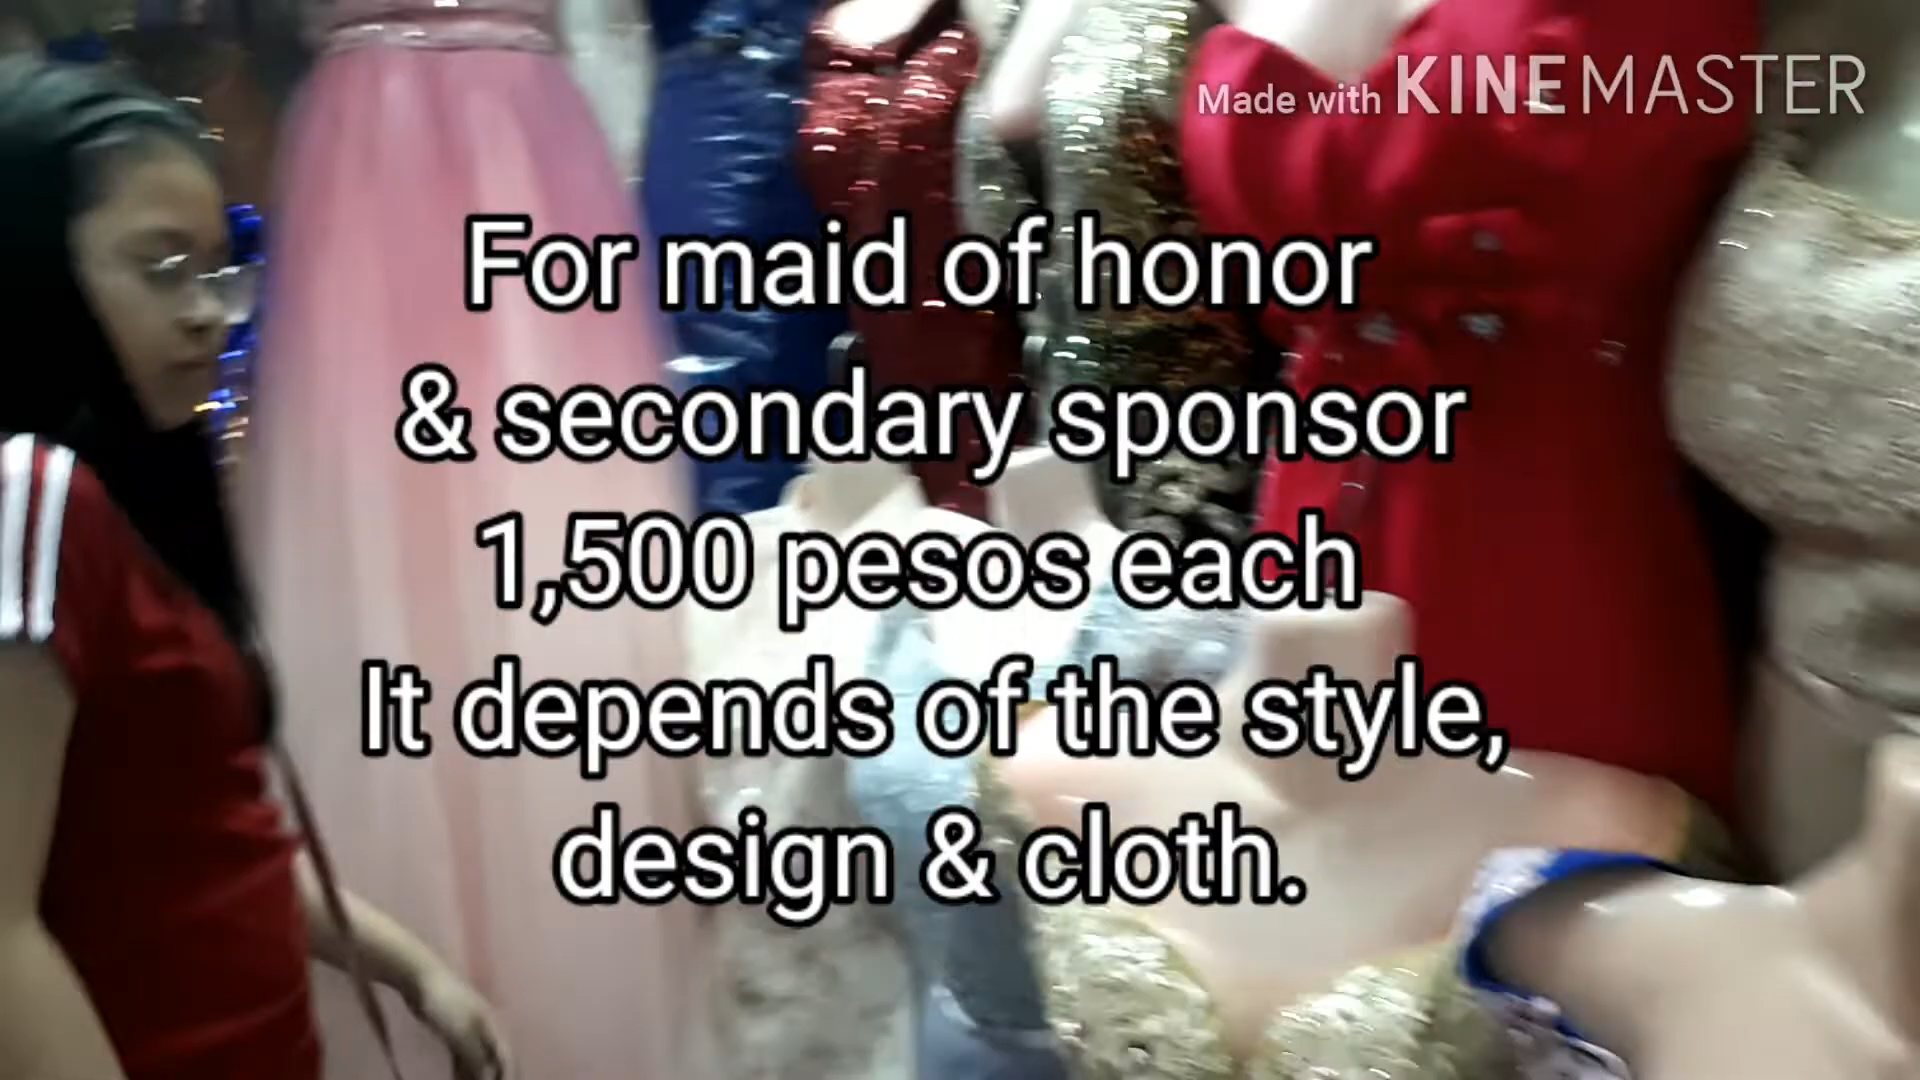 Made with KINEMASTER
For maid of honor
& secondary sponsor
1,500 pesos each
It depends of the style,
design & cloth.